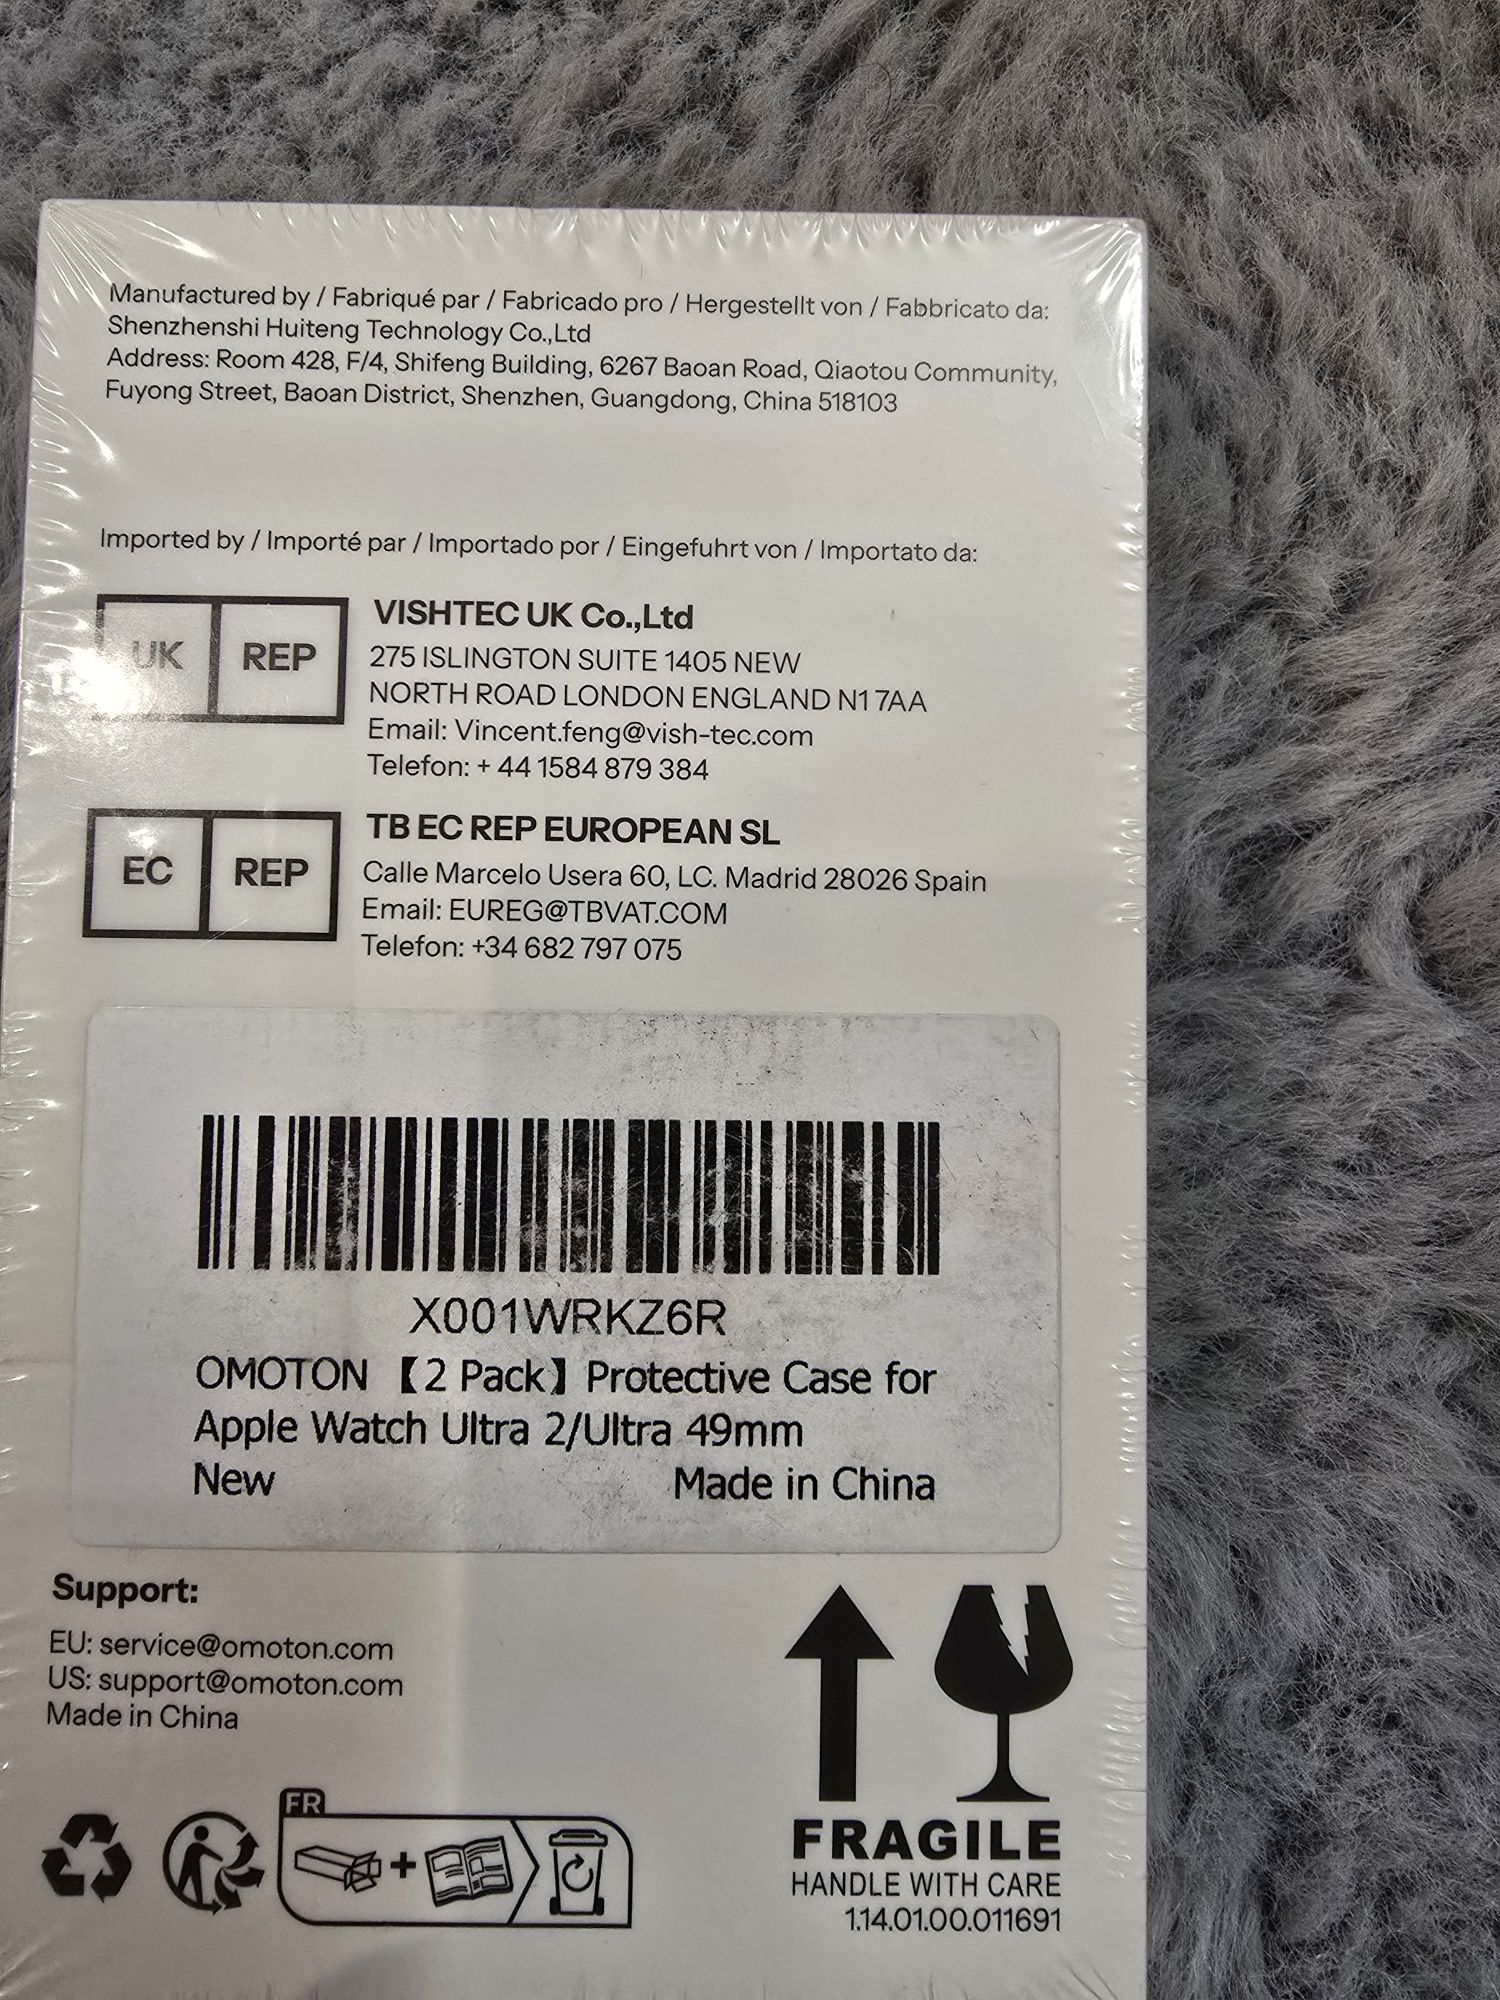 Manufactured by / Fabriqué par / Fabricado pro / Hergestellt von / Fabbricato da:
Shenzhenshi Huiteng Technology Co.,Ltd
Address: Room 428, F/4, Shifeng Building, 6267 Baoan Road, Qiaotou Community,
Fuyong Street, Baoan District, Shenzhen, Guangdong, China 518103
Imported by / Importé par / Importado por / Eingefuhrt von / Importato da:
UK REP
VISHTEC UK Co.,Ltd
275 ISLINGTON SUITE 1405 NEW
NORTH ROAD LONDON ENGLAND N1 7AA
Email: Vincent.feng@vish-tec.com
Telefon: + 44 1584 879 384
EC REP
TB EC REP EUROPEAN SL
Calle Marcelo Usera 60, LC. Madrid 28026 Spain
Email: EUREG@TBVAT.COM
Telefon: +34 682 797 075
X001WRKZ6R
OMOTON 【2 Pack】Protective Case for
Apple Watch Ultra 2/Ultra 49mm
New Made in China
Support:
EU: service@omoton.com
US: support@omoton.com
Made in China
FR
FRAGILE
HANDLE WITH CARE
1.14.01.00.011691